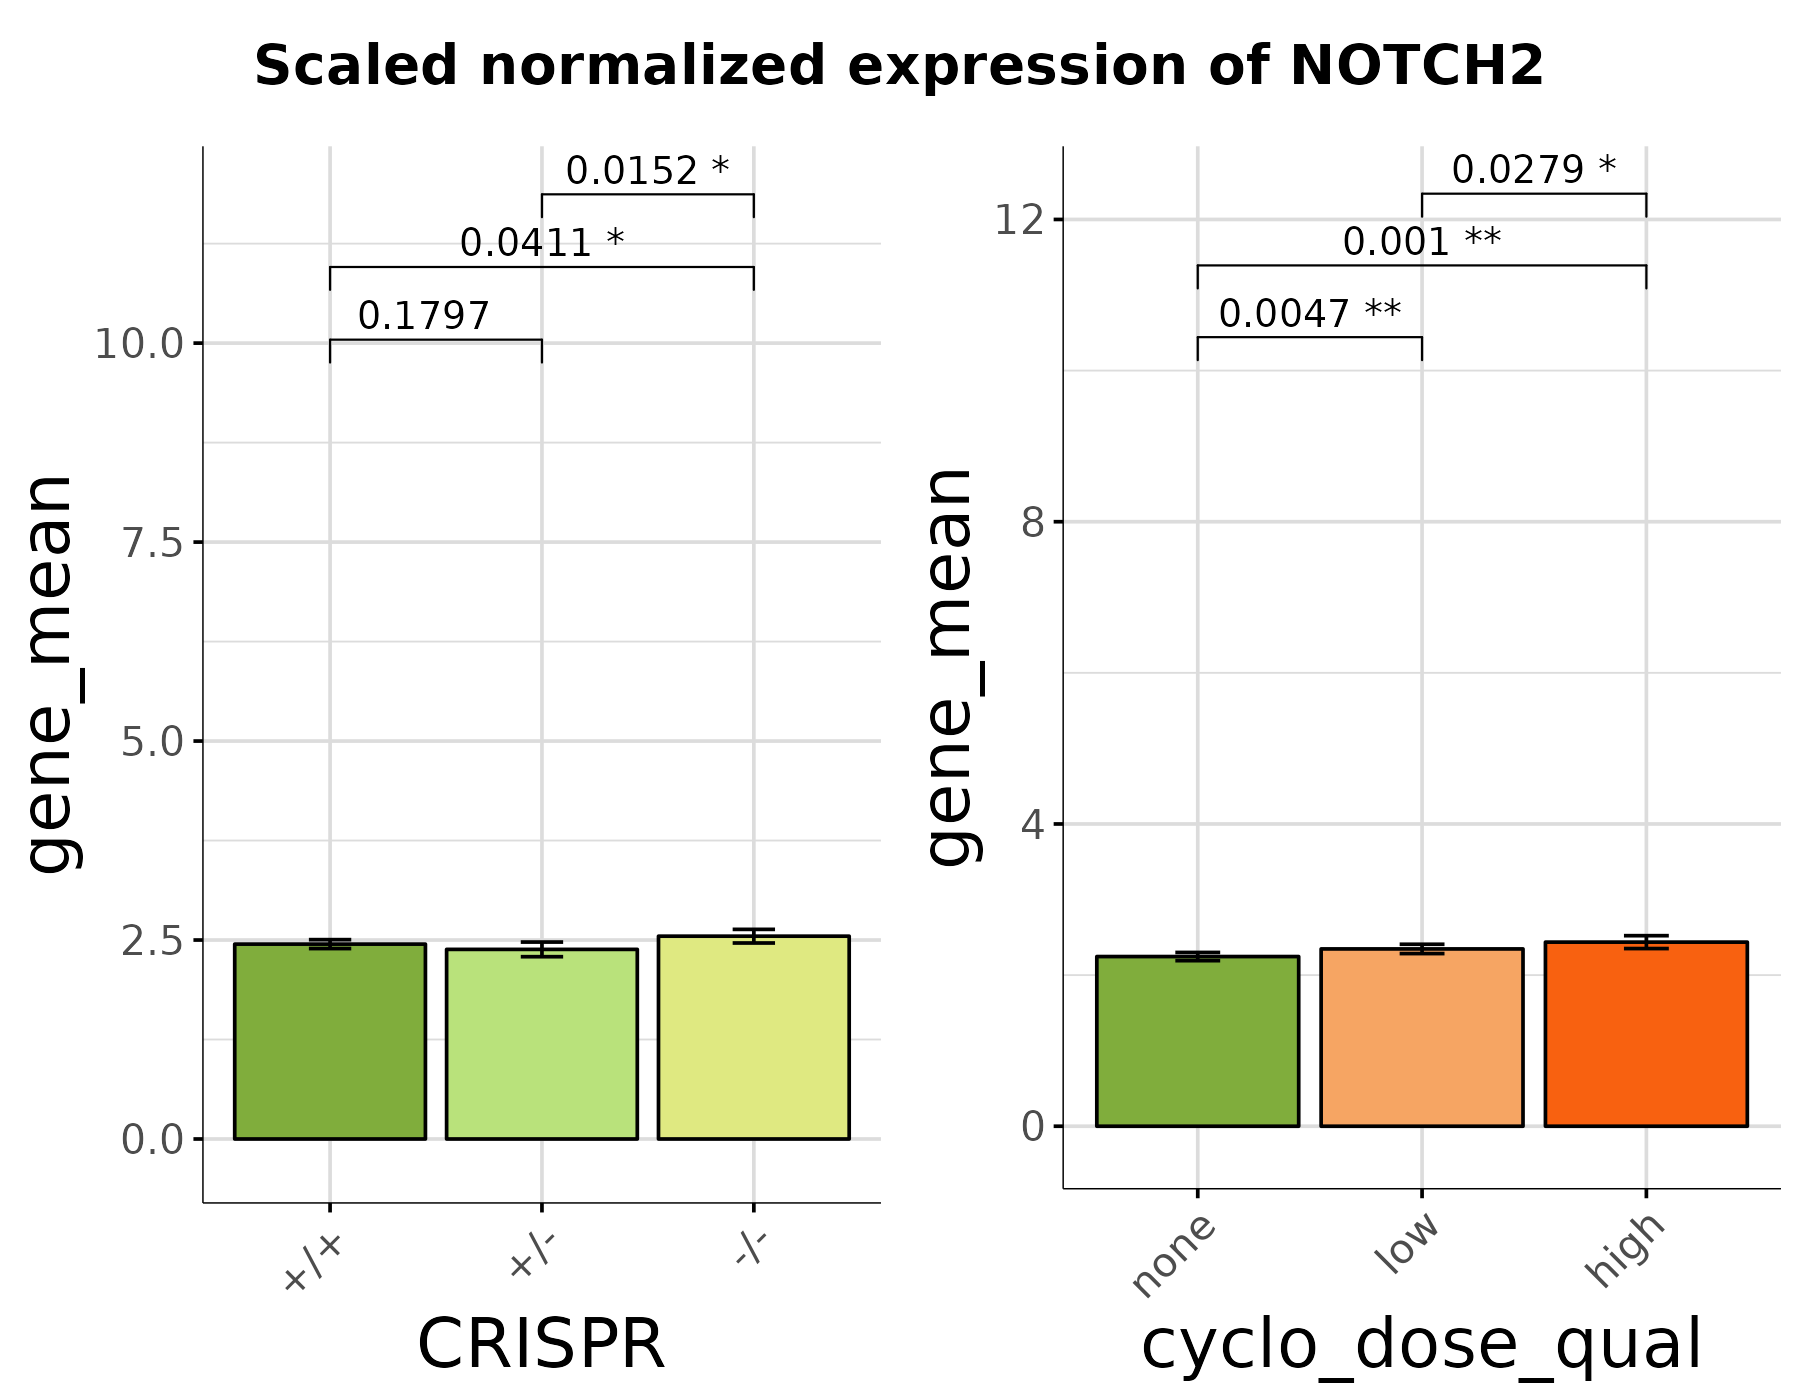 Scaled normalized expression of NOTCH2
gene_mean
0.0152 *
0.0411 *
0.1797
10.0
7.5
5.0
2.5
0.0
+/+
+/-
-/-
CRISPR
gene_mean
0.0279 *
0.001 **
0.0047 **
12
8
4
0
none
low
high
cyclo_dose_qual